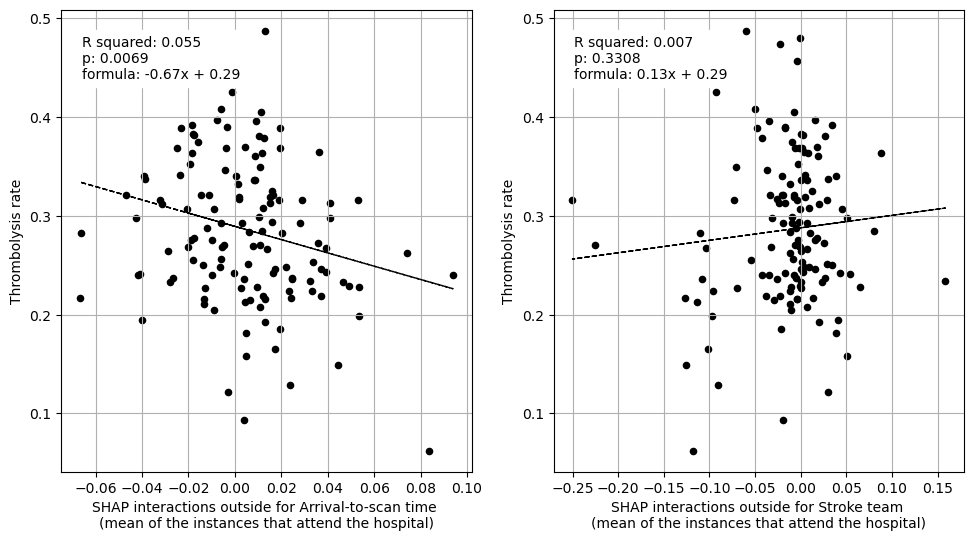 R squared: 0.055
p: 0.0069
formula: -0.67x + 0.29
Thrombolysis rate
0.5
0.4
0.3
0.2
0.1
−0.06 −0.04 −0.02 0.00 0.02 0.04 0.06 0.08 0.10
SHAP interactions outside for Arrival-to-scan time
(mean of the instances that attend the hospital)
R squared: 0.007
p: 0.3308
formula: 0.13x + 0.29
Thrombolysis rate
0.5
0.4
0.3
0.2
0.1
−0.25 −0.20 −0.15 −0.10 −0.05 0.00 0.05 0.10 0.15
SHAP interactions outside for Stroke team
(mean of the instances that attend the hospital)